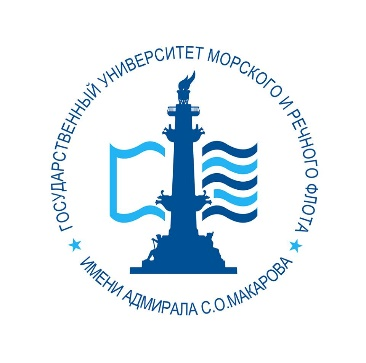 ГОСУДАРСТВЕННЫЙ УНИВЕРСИТЕТ МОРСКОГО И РЕЧНОГО ФЛОТА
ИМЕНИ АДМИРАЛА С.О.МАКАРОВА